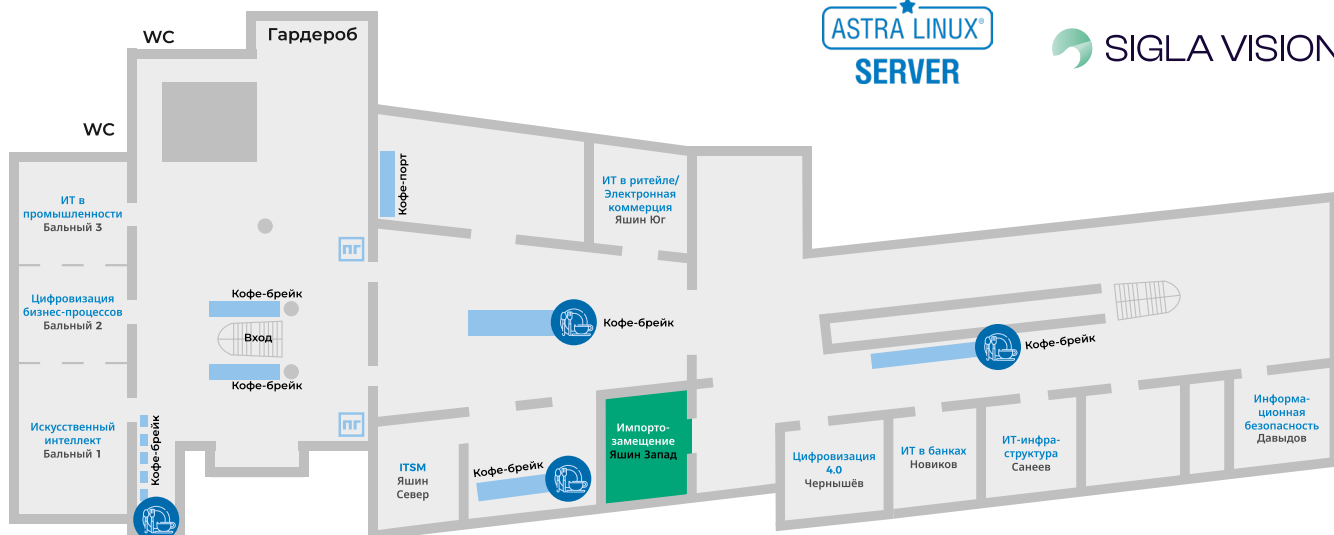 WC
Гардероб
ASTRA LINUX®
SERVER
SIGLA VISION
WC
ИТ в
промышленности
Бальный 3
Кофе-порт
ИТ в ритейле/
Электронная
коммерция
Яшин Юг
ПГ
Цифровизация
бизнес-процессов
Бальный 2
Кофе-брейк
Вход
Кофе-брейк
Кофе-брейк
Кофе-брейк
Искусственный
интеллект
Бальный 1
Кофе-брейк
ПГ
ITSM
Яшин
Север
Кофе-брейк
Импорто-
замещение
Яшин Запад
Цифровизация
4.0
Чернышёв
ИТ в банках
Новиков
ИТ-инфра-
структура
Санеев
Информа-
ционная
безопасность
Давыдов